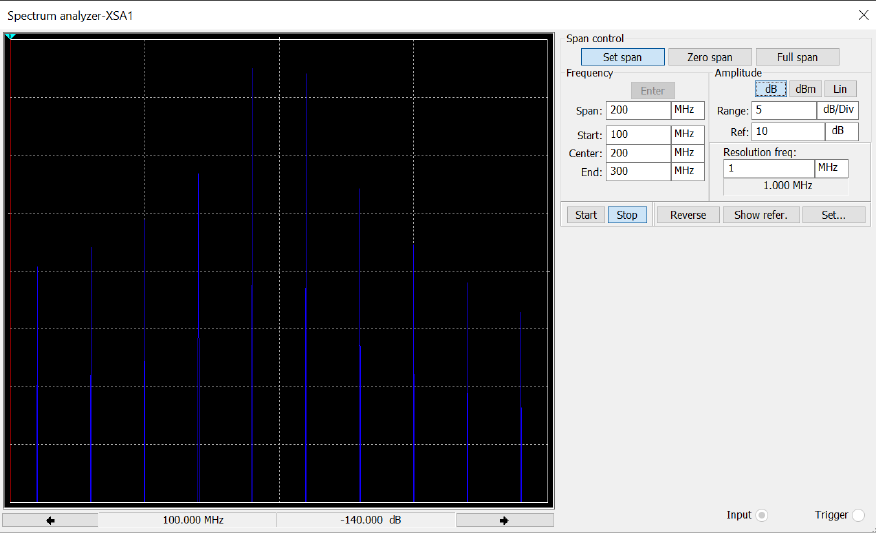 Spectrum analyzer-XSA1
Span control
Set span Zero span Full span
Frequency
Enter
Span: 200 MHz
Start: 100 MHz
Center: 200 MHz
End: 300 MHz
Amplitude
dB dBm Lin
Range: 5 dB/Div
Ref: 10 dB
Resolution freq:
1 MHz
1.000 MHz
Start Stop Reverse Show refer. Set...
100.000 MHz -140.000 dB
Input Trigger